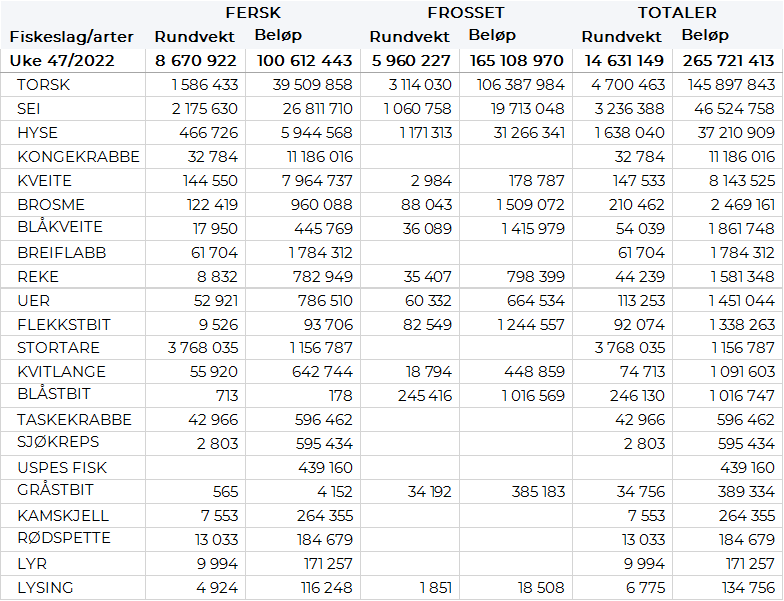 FERSK FROSSET TOTALER
Fiskeslag/arter Rundvekt Beløp Rundvekt Beløp Rundvekt Beløp
Uke 47/2022 8 670 922 100 612 443 5 960 227 165 108 970 14 631 149 265 721 413
TORSK 1 586 433 39 509 858 3 114 030 106 387 984 4 700 463 145 897 843
SEI 2 175 630 26 811 710 1 060 758 19 713 048 3 236 388 46 524 758
HYSE 466 726 5 944 568 1 171 313 31 266 341 1 638 040 37 210 909
KONGEKRABBE 32 784 11 186 016 32 784 11 186 016
KVEITE 144 550 7 964 737 2 984 178 787 147 533 8 143 525
BROSME 122 419 960 088 88 043 1 509 072 210 462 2 469 161
BLÅKVEITE 17 950 445 769 36 089 1 415 979 54 039 1 861 748
BREIFLABB 61 704 1 784 312 61 704 1 784 312
REKE 8 832 782 949 35 407 798 399 44 239 1 581 348
UER 52 921 786 510 60 332 664 534 113 253 1 451 044
FLEKKSTBIT 9 526 93 706 82 549 1 244 557 92 074 1 338 263
STORTARE 3 768 035 1 156 787 3 768 035 1 156 787
KVITLANGE 55 920 642 744 18 794 448 859 74 713 1 091 603
BLÅSTBIT 713 178 245 416 1 016 569 246 130 1 016 747
TASKEKRABBE 42 966 596 462 42 966 596 462
SJØKREPS 2 803 595 434 2 803 595 434
USPES FISK 439 160 439 160
GRÅSTBIT 565 4 152 34 192 385 183 34 756 389 334
KAMSKJELL 7 553 264 355 7 553 264 355
RØDSPETTE 13 033 184 679 13 033 184 679
LYR 9 994 171 257 9 994 171 257
LYSING 4 924 116 248 1 851 18 508 6 775 134 756